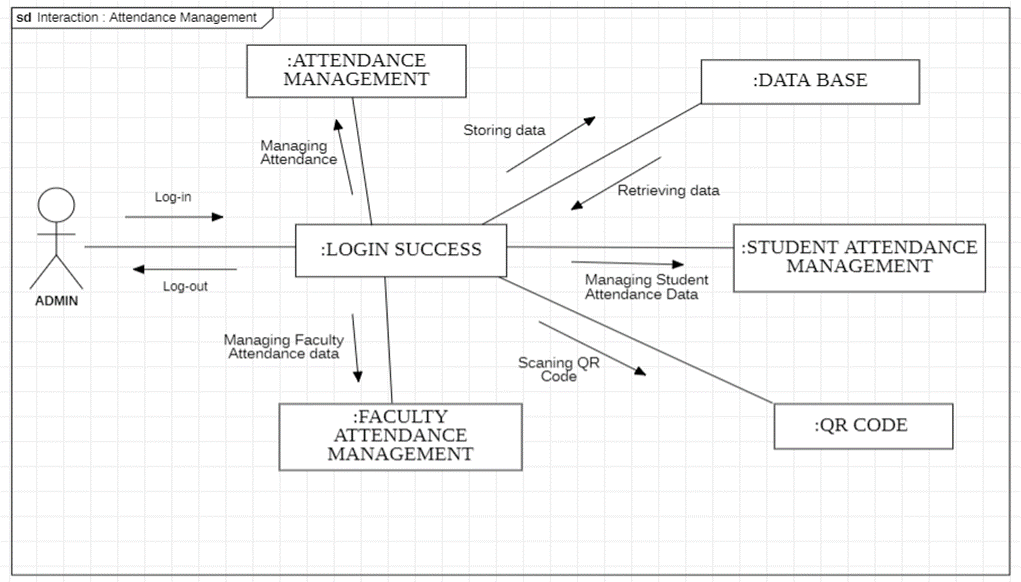 sd Interaction : Attendance Management
:ATTENDANCE
MANAGEMENT
:DATA BASE
Storing data
Managing
Attendance
Retrieving data
Log-in
:LOGIN SUCCESS
:STUDENT ATTENDANCE
MANAGEMENT
Managing Student
Attendance Data
Log-out
ADMIN
Managing Faculty
Attendance data
Scaning QR
Code
:FACULTY
ATTENDANCE
MANAGEMENT
:QR CODE